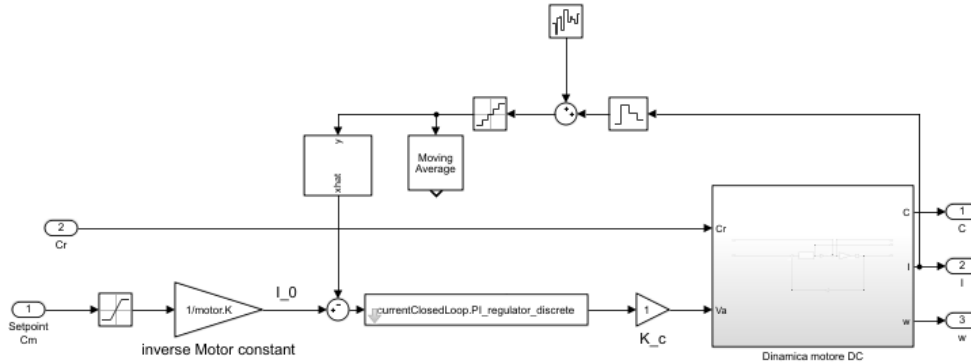 y
xhat
Moving
Average
2
Cr
Cr
C
1
C
I
2
I
1
Setpoint
Cm
1/motor.K
I_0
currentClosedLoop.PI_regulator_discrete
1
K_c
Va
w
3
w
inverse Motor constant
Dinamica motore DC